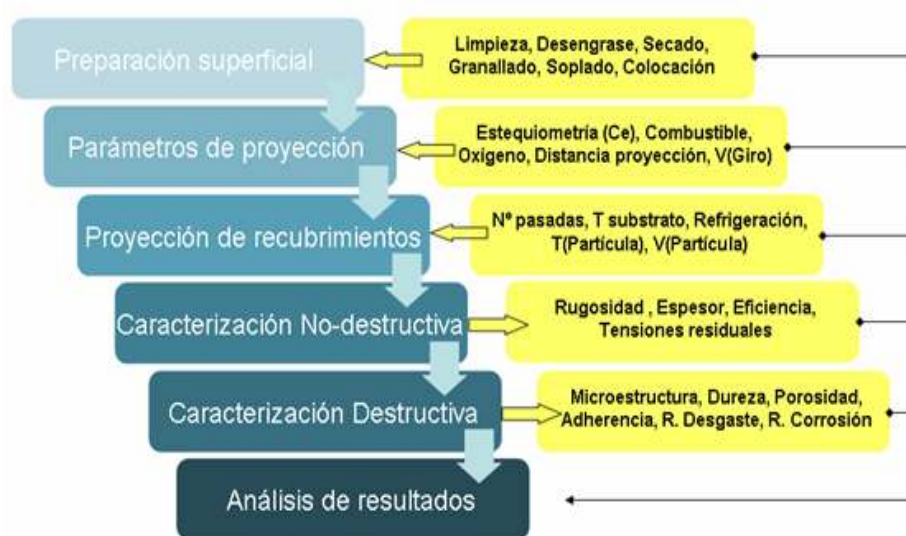 Preparación superficial
Limpieza, Desengrase, Secado,
Granallado, Soplado, Colocación
Parámetros de proyección
Estequiometría (Ce), Combustible,
Oxígeno, Distancia proyección, V(Giro)
Proyección de recubrimientos
Nº pasadas, T substrato, Refrigeración,
T(Partícula), V(Partícula)
Caracterización No-destructiva
Rugosidad , Espesor, Eficiencia,
Tensiones residuales
Caracterización Destructiva
Microestructura, Dureza, Porosidad,
Adherencia, R. Desgaste, R. Corrosión
Análisis de resultados